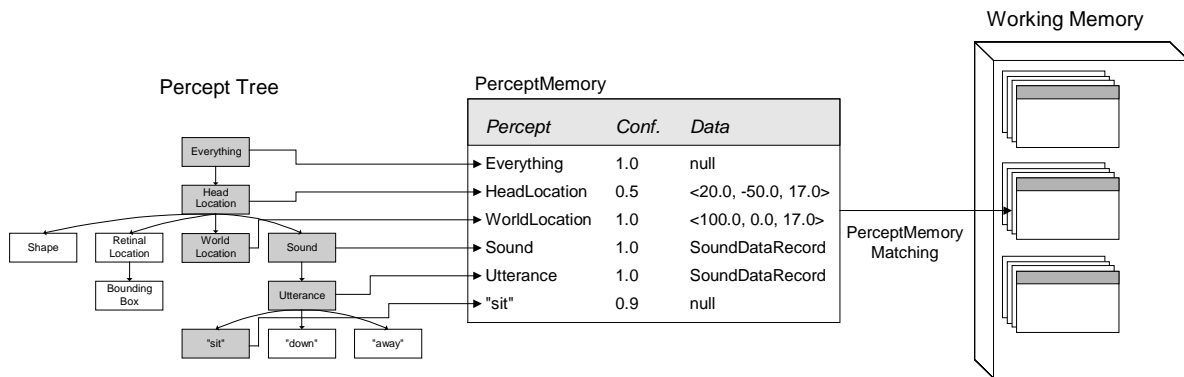 Working Memory
Percept Tree
PerceptMemory
Percept Conf. Data
Everything 1.0 null
HeadLocation 0.5 <20.0, -50.0, 17.0>
WorldLocation 1.0 <100.0, 0.0, 17.0>
Sound 1.0 SoundDataRecord
Utterance 1.0 SoundDataRecord
"sit" 0.9 null
Everything
Head
Location
Shape
Retinal
Location
World
Location
Sound
Bounding
Box
Utterance
"sit"
"down"
"away"
PerceptMemory
Matching